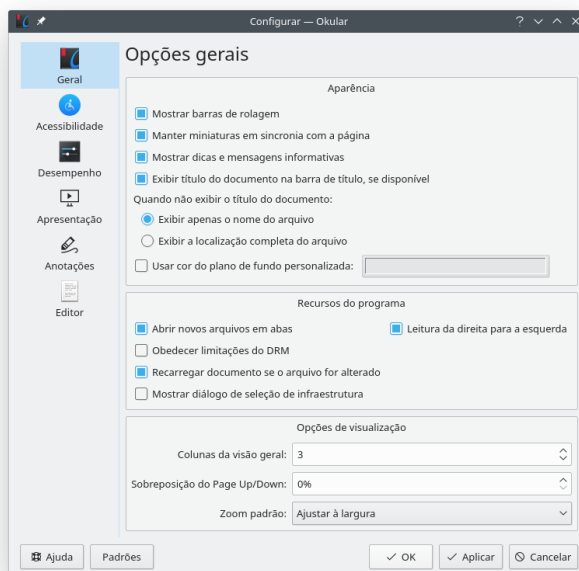 Configurar — Okular
Geral
Acessibilidade
Desempenho
Apresentação
Anotações
Editor
Opções gerais
Aparência
Mostrar barras de rolagem
Manter miniaturas em sincronia com a página
Mostrar dicas e mensagens informativas
Exibir título do documento na barra de título, se disponível
Quando não exibir o título do documento:
Exibir apenas o nome do arquivo
Exibir a localização completa do arquivo
Usar cor do plano de fundo personalizada:
Recursos do programa
Abrir novos arquivos em abas
Leitura da direita para a esquerda
Obedecer limitações do DRM
Recarregar documento se o arquivo for alterado
Mostrar diálogo de seleção de infraestrutura
Opções de visualização
Colunas da visão geral: 3
Sobreposição do Page Up/Down: 0%
Zoom padrão: Ajustar à largura
Ajuda
Padrões
OK
Aplicar
Cancelar